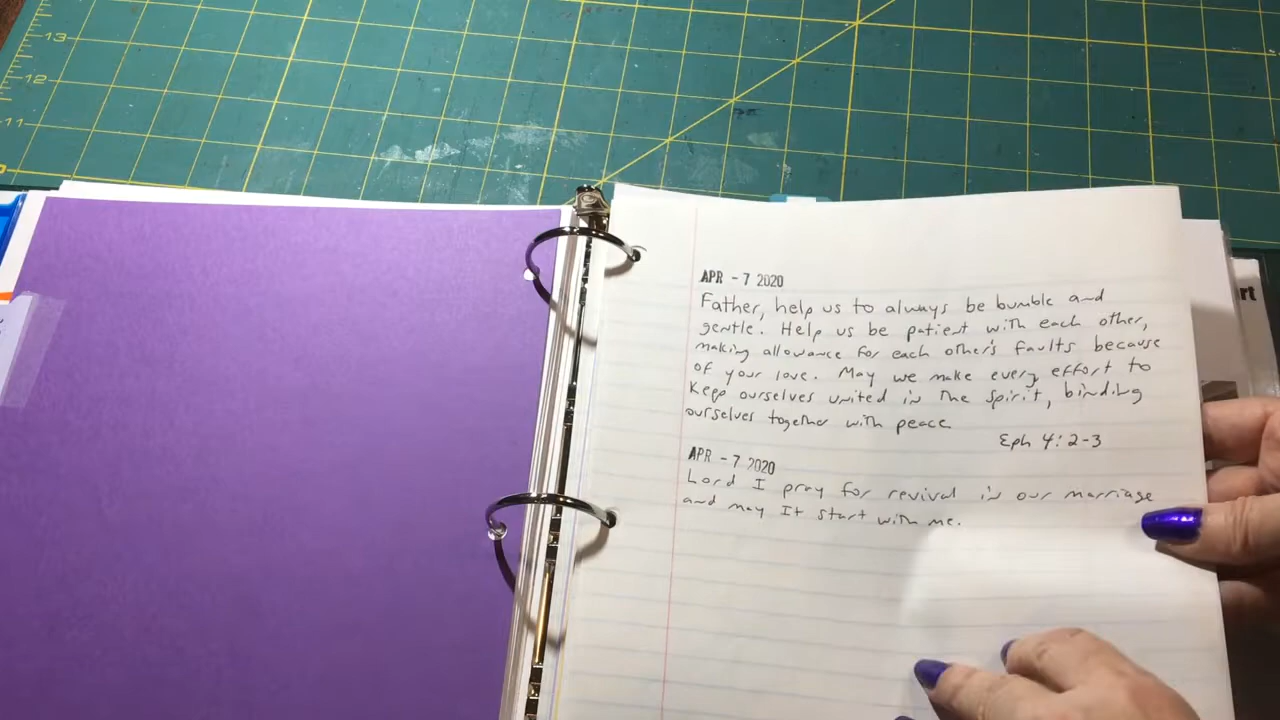 13
12
11
APR - 7 2020
Father, help us to always be bumble and
gentle. Help us be patient with each other,
making allowance for each other's faults because
of your love. May we make every effort to
Keep ourselves united in the spirit, binding
ourselves together with peace
Eph 4:2-3
APR - 7 2020
Lord I pray for revival in our marriage
and may It start with me.
rt